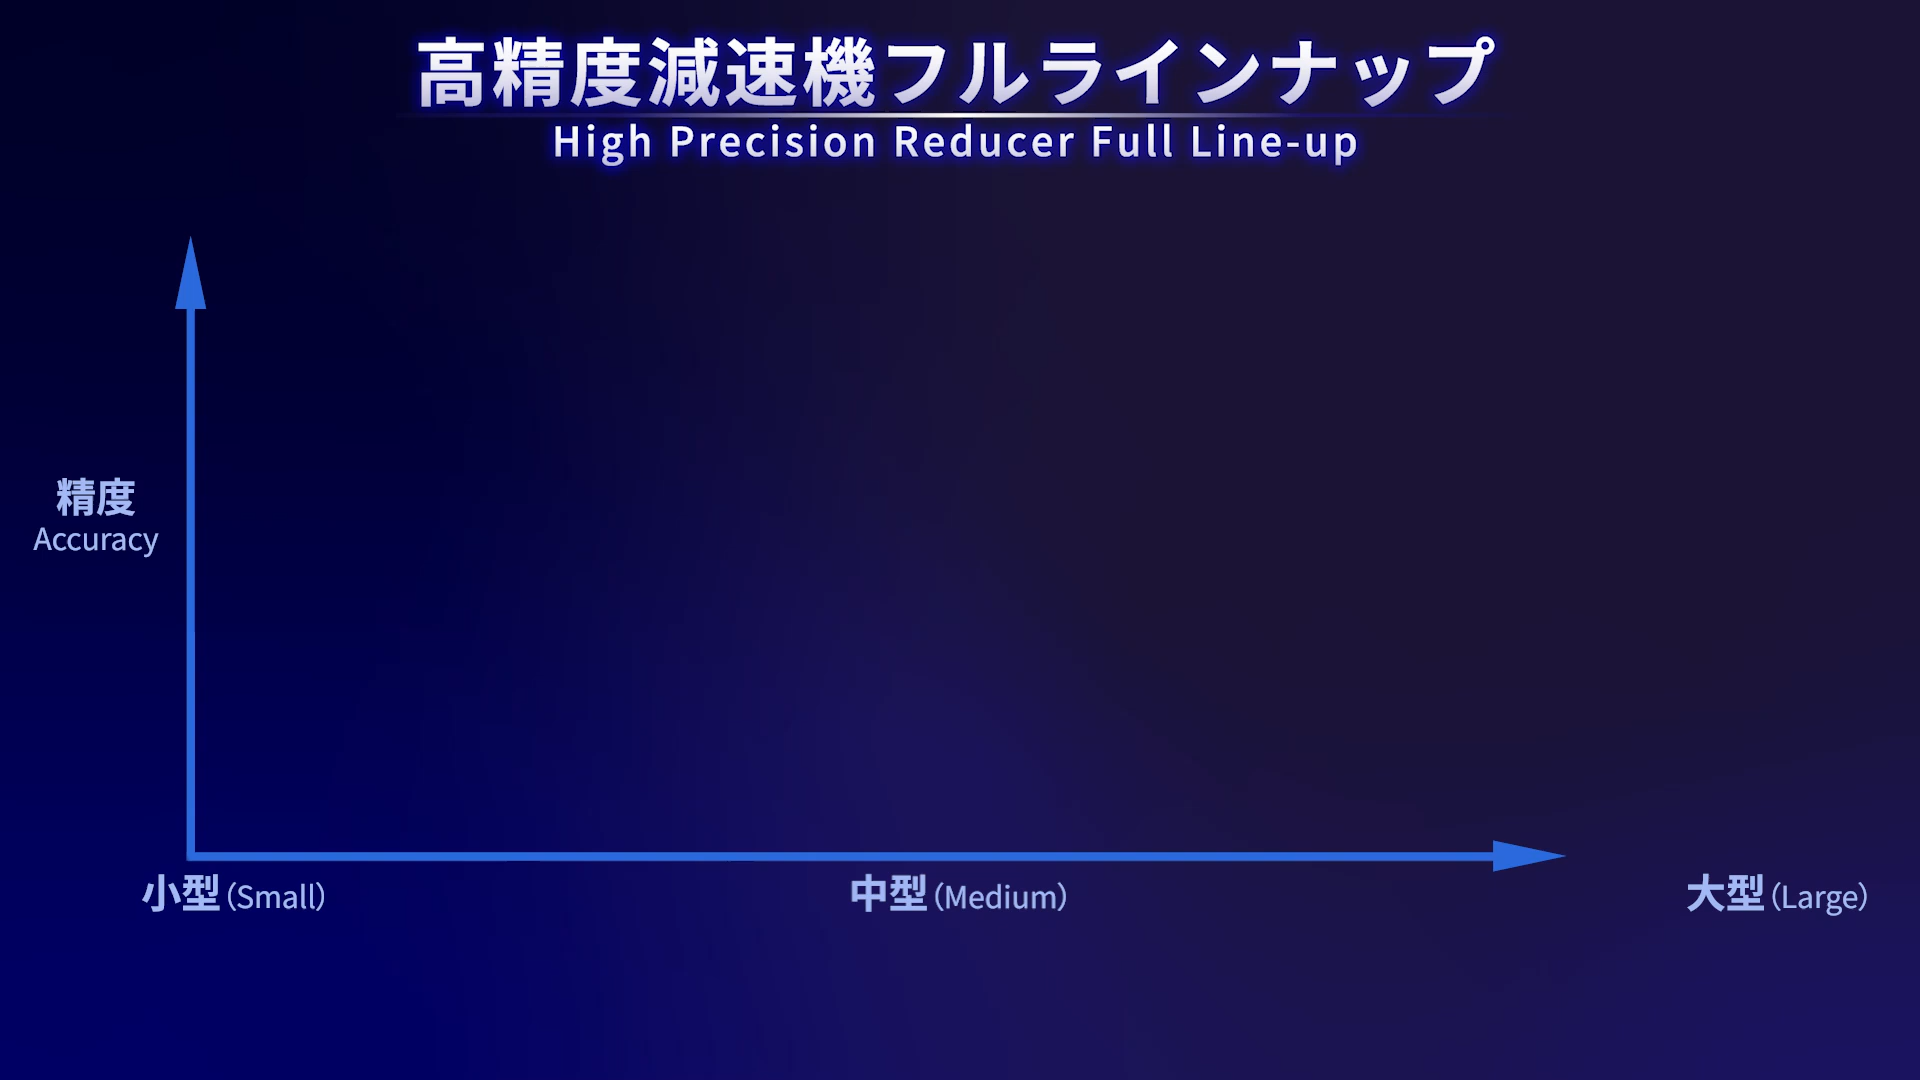 高精度減速機フルラインナップ
High Precision Reducer Full Line-up
精度
Accuracy
小型(Small)
中型(Medium)
大型(Large)